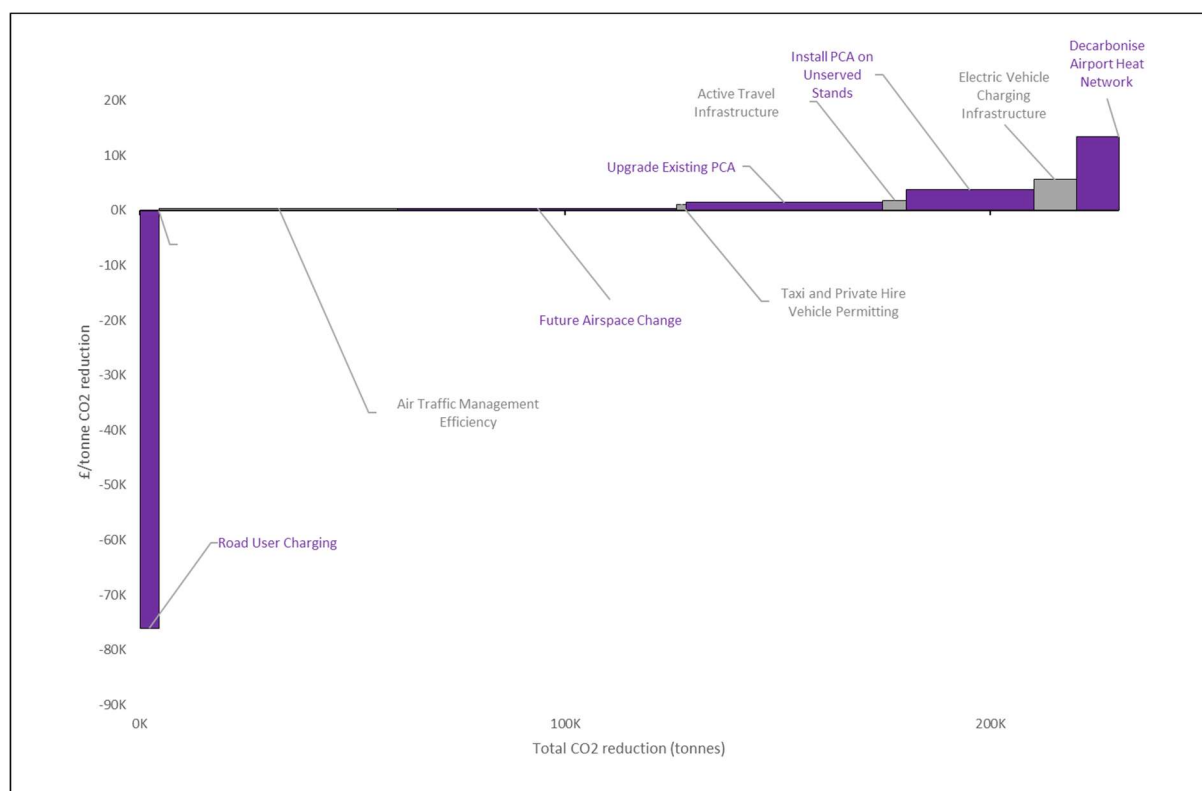 Decarbonise
Airport Heat
Network
Install PCA on
Unserved
Stands
Electric Vehicle
Charging
Infrastructure
Active Travel
Infrastructure
Upgrade Existing PCA
20K
10K
0K
-10K
-20K
-30K
-40K
-50K
-60K
-70K
-80K
-90K
£/tonne CO2 reduction
Taxi and Private Hire
Vehicle Permitting
Future Airspace Change
Air Traffic Management
Efficiency
Road User Charging
0K
100K
200K
Total CO2 reduction (tonnes)